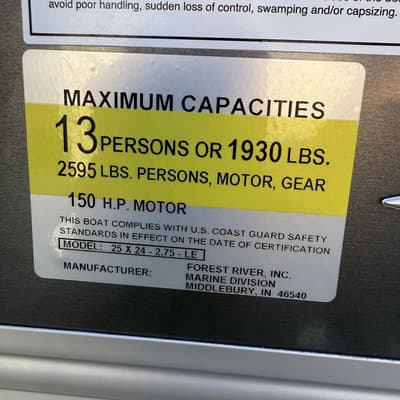 avoid poor handling, sudden loss of control, swamping and/or capsizing.
MAXIMUM CAPACITIES
13 PERSONS OR 1930 LBS.
2595 LBS. PERSONS, MOTOR, GEAR
150 H.P. MOTOR
THIS BOAT COMPLIES WITH U.S. COAST GUARD SAFETY
STANDARDS IN EFFECT ON THE DATE OF CERTIFICATION
MODEL: 25 X 24 - 2.75 - LE
MANUFACTURER: FOREST RIVER, INC.
MARINE DIVISION
MIDDLEBURY, IN 46540